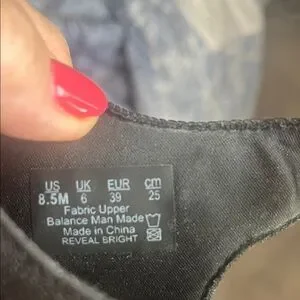 US UK EUR cm
8.5M 6 39 25
Fabric Upper
Balance Man Made
Made in China
REVEAL BRIGHT